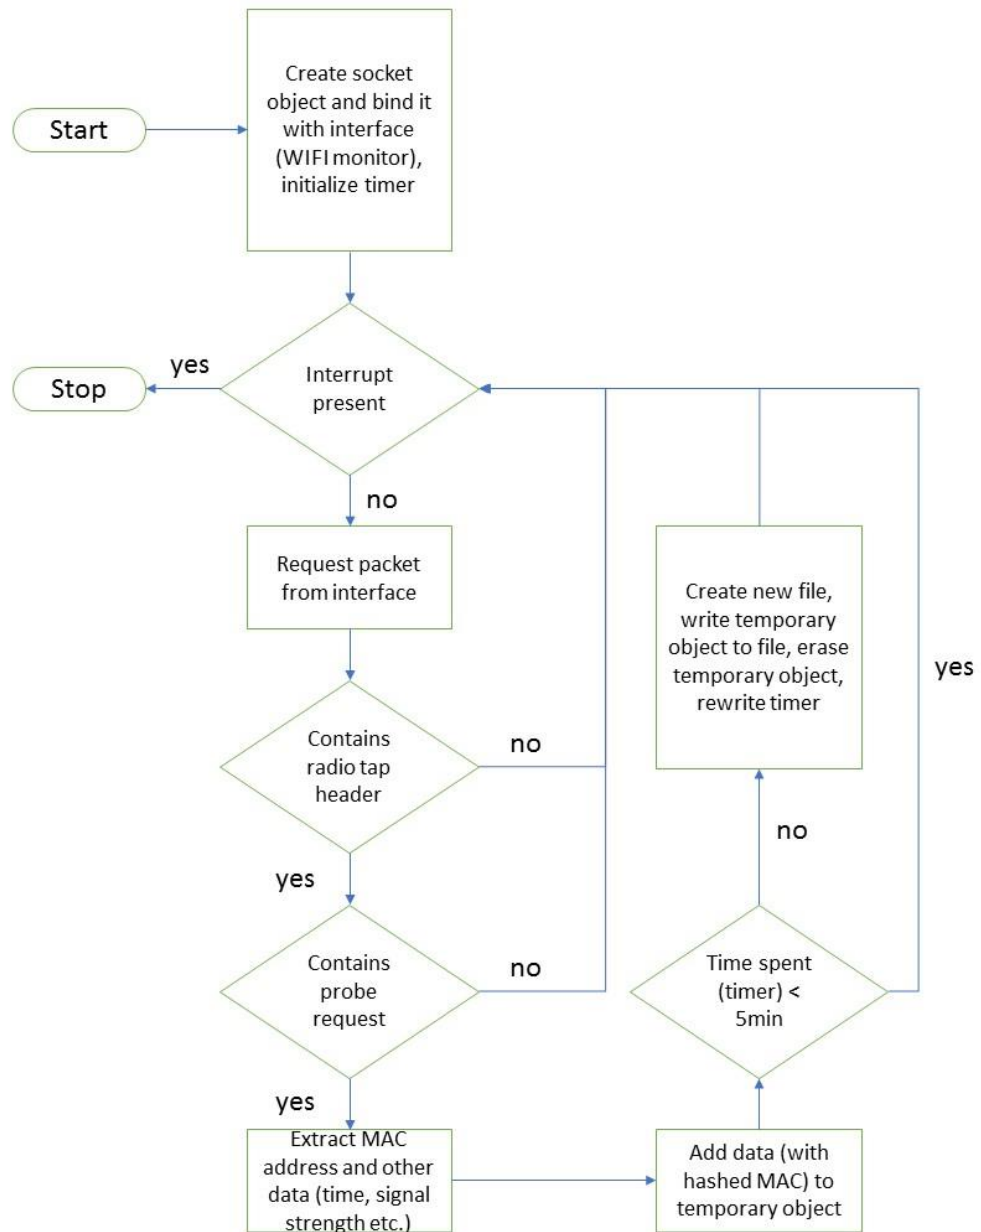 Start
Create socket
object and bind it
with interface
(WIFI monitor),
initialize timer
Stop
yes
Interrupt
present
no
Request packet
from interface
Contains
radio tap
header
no
yes
Contains
probe
request
no
yes
Extract MAC
address and other
data (time, signal
strength etc.)
Add data (with
hashed MAC) to
temporary object
Time spent
(timer) <
5min
no
yes
Create new file,
write temporary
object to file, erase
temporary object,
rewrite timer